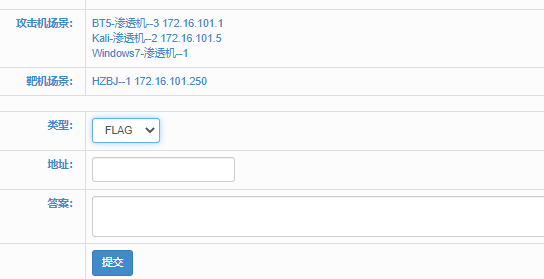 攻击机场景:
BT5-渗透机--3 172.16.101.1
Kali-渗透机--2 172.16.101.5
Windows7-渗透机--1
靶机场景:
HZBJ--1 172.16.101.250
类型:
FLAG
地址:
答案:
提交